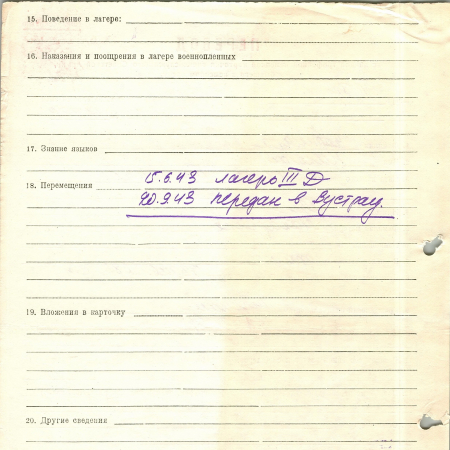 15. Поведение в лагере:
16. Наказания и поощрения в лагере военнопленных
17. Знание языков
15.6.43 лагерь III Д
18. Перемещения
10.9.43 передан в Вустрау.
19. Вложения в карточку
20. Другие сведения